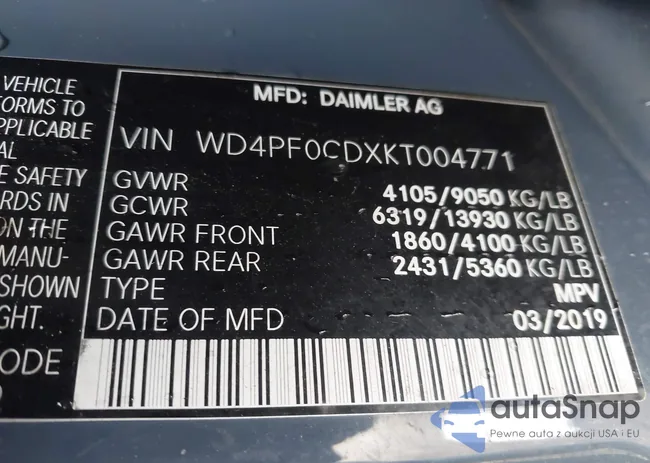 VEHICLE
FORMS TO
PPLICABLE
AL
E SAFETY
RDS IN
ON THE
MANU-
SHOWN
GHT.
ODE
MFD: DAIMLER AG
VIN WD4PF0CDXKT004771
GVWR 4105/9050 KG/LB
GCWR 6319/13930 KG/LB
GAWR FRONT 1860/4100 KG/LB
GAWR REAR 2431/5360 KG/LB
TYPE MPV
DATE OF MFD 03/2019
autaSnap
Pewne auta z aukcji USA i EU